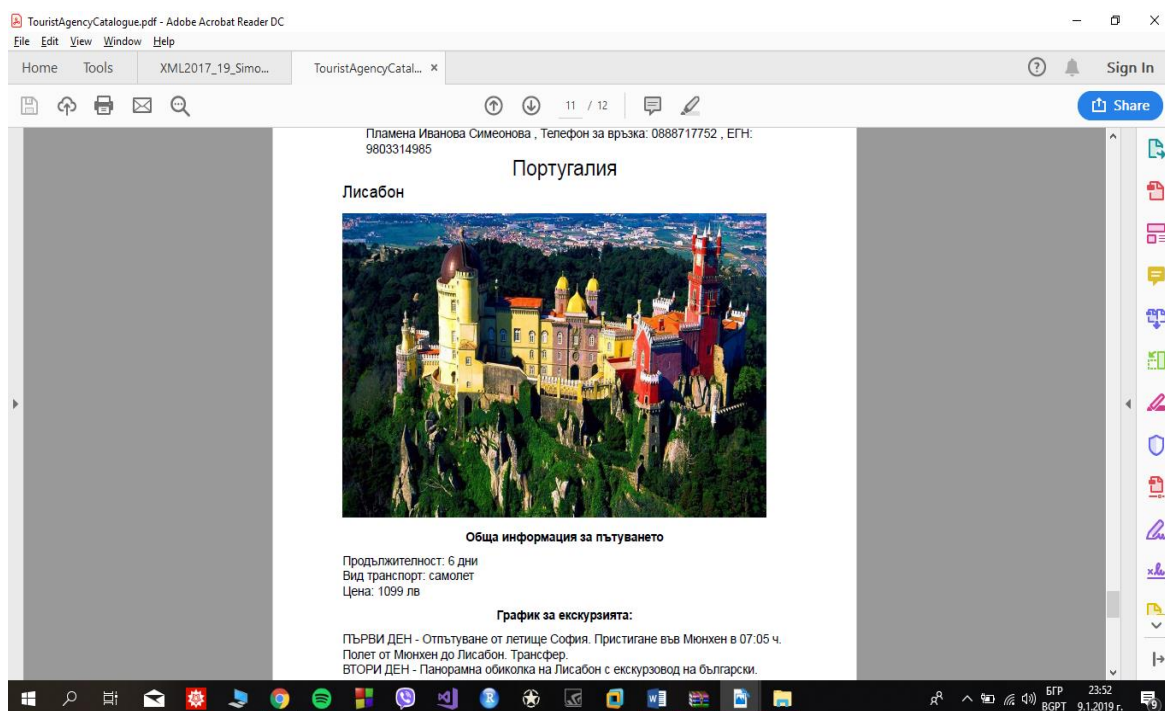 TouristAgencyCatalogue.pdf - Adobe Acrobat Reader DC
File Edit View Window Help
Home Tools XML2017_19_Simo... TouristAgencyCatal... ×
Sign In
11 / 12
Share
Пламена Иванова Симеонова , Телефон за връзка: 0888717752 , ЕГН:
9803314985
Португалия
Лисабон
Обща информация за пътуването
Продължителност: 6 дни
Вид транспорт: самолет
Цена: 1099 лв
График за екскурзията:
ПЪРВИ ДЕН - Отпътуване от летище София. Пристигане във Мюнхен в 07:05 ч.
Полет от Мюнхен до Лисабон. Трансфер.
ВТОРИ ДЕН - Панорамна обиколка на Лисабон с екскурзовод на български.
БГР 23:52
BGPT 9.1.2019 г.